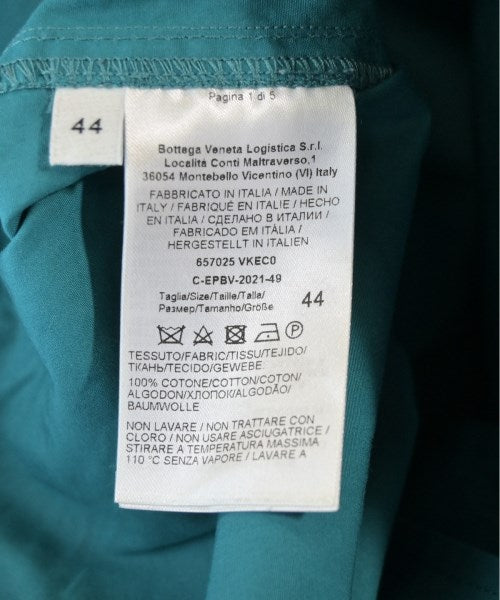 Pagina 1 di 5
44
Bottega Veneta Logistica S.r.l.
Località Conti Maltraverso,1
36054 Montebello Vicentino (VI) Italy
FABBRICATO IN ITALIA / MADE IN
ITALY / FABRIQUÉ EN ITALIE / HECHO
EN ITALIA / СДЕЛАНО В ИТАЛИИ /
FABRICADO EM ITÁLIA /
HERGESTELLT IN ITALIEN
657025 VKEC0
C-EPBV-2021-49
Taglia/Size/Taille/Talla/
Размер/Tamanho/Größe 44
P
TESSUTO/FABRIC/TISSU/TEJIDO/
ТКАНЬ/TECIDO/GEWEBE:
100% COTONE/COTTON/COTON/
ALGODON/ХЛОПОК/ALGODÃO/
BAUMWOLLE
NON LAVARE / NON TRATTARE CON
CLORO / NON USARE ASCIUGATRICE /
STIRARE A TEMPERATURA MASSIMA
110 °C SENZA VAPORE / LAVARE A